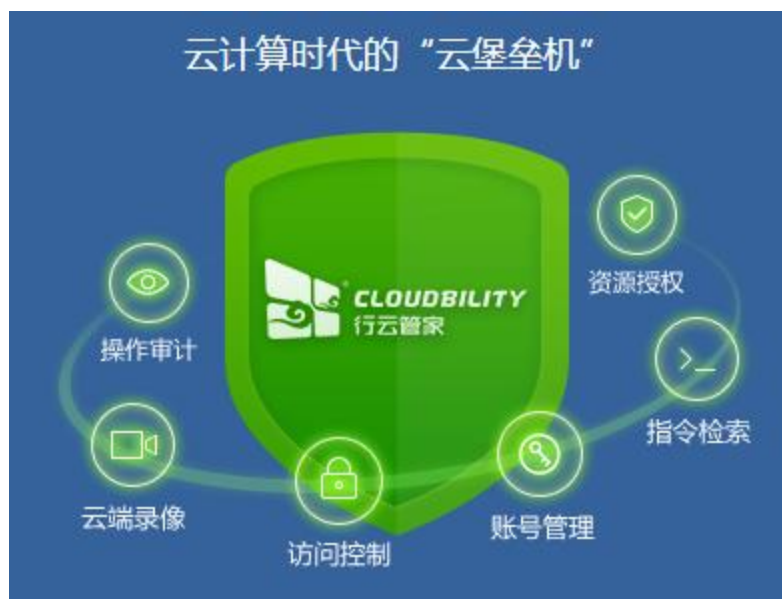 云计算时代的“云堡垒机”
CLOUDBILITY
行云管家
资源授权
操作审计
指令检索
云端录像
账号管理
访问控制